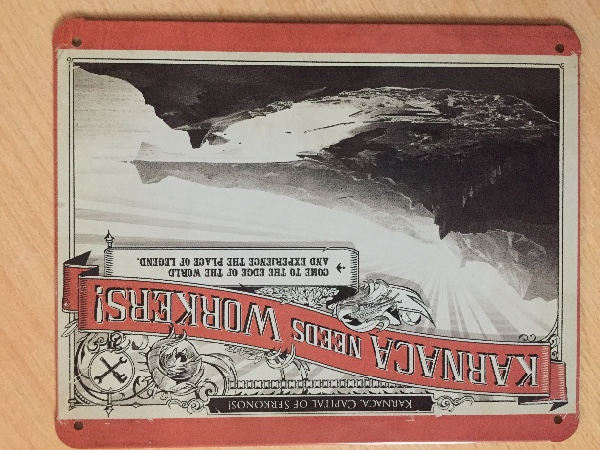 KARNACA, CAPITAL OF SERKONOS!
KARNACA NEEDS WORKERS!
COME TO THE EDGE OF THE WORLD
AND EXPERIENCE THE PLACE OF LEGEND.